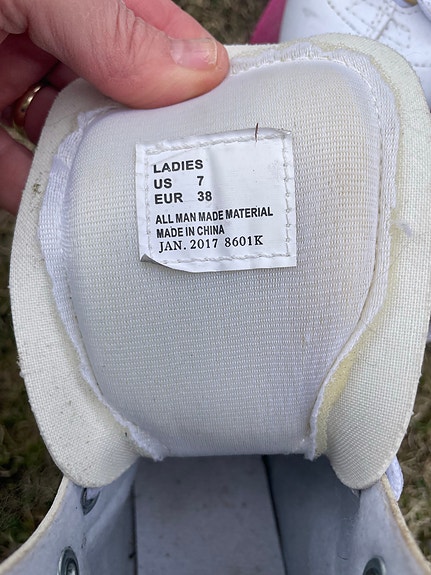 LADIES
US 7
EUR 38
ALL MAN MADE MATERIAL
MADE IN CHINA
JAN. 2017 8601K